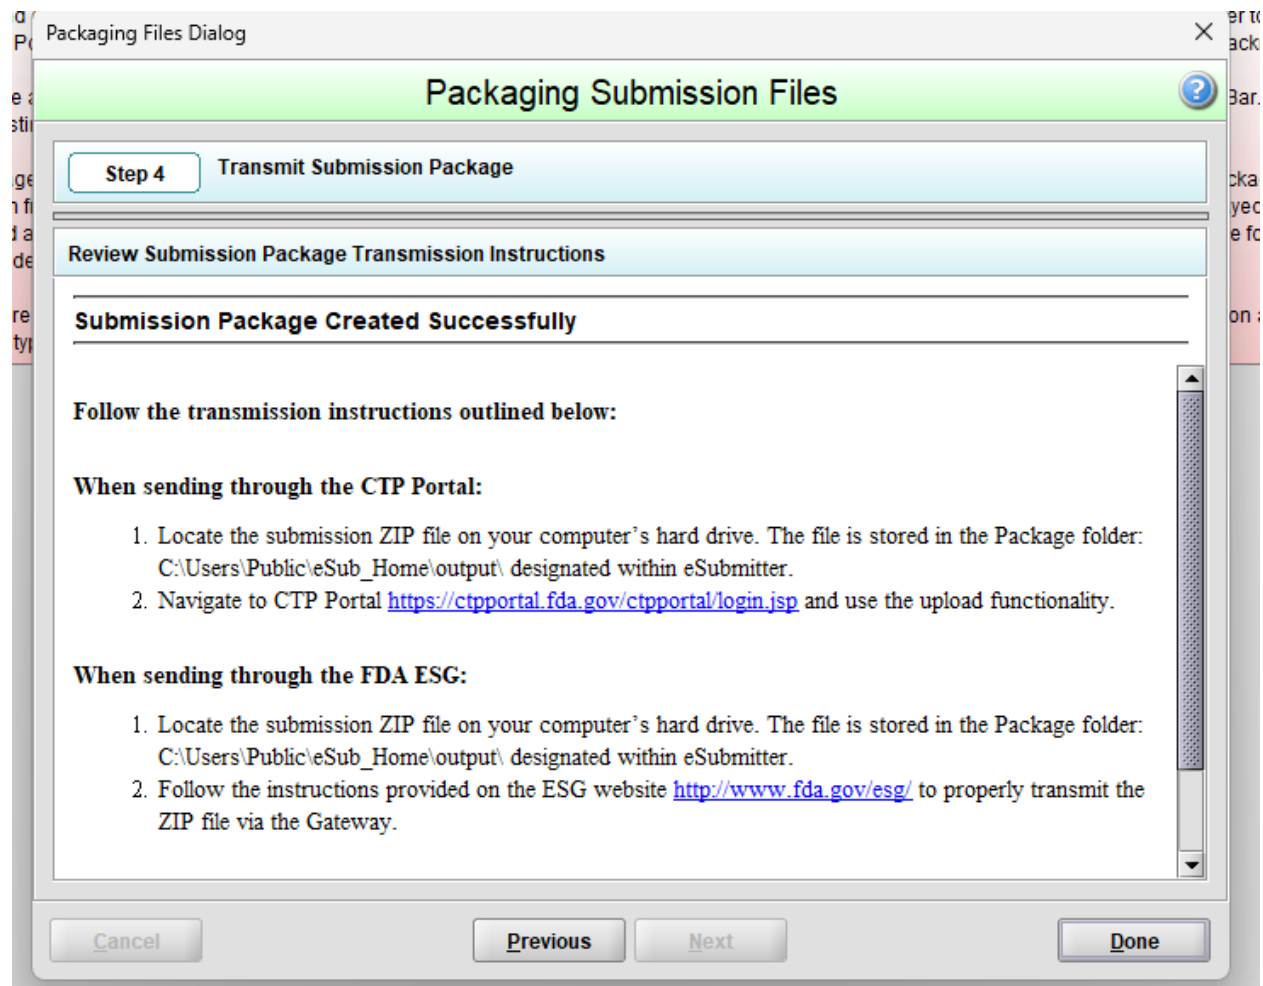 Packaging Files Dialog
Packaging Submission Files
Step 4
Transmit Submission Package
Review Submission Package Transmission Instructions
Submission Package Created Successfully
Follow the transmission instructions outlined below:
When sending through the CTP Portal:
1. Locate the submission ZIP file on your computer's hard drive. The file is stored in the Package folder:
C:\Users\Public\eSub_Home\output\ designated within eSubmitter.
2. Navigate to CTP Portal https://ctpportal.fda.gov/ctpportal/login.jsp and use the upload functionality.
When sending through the FDA ESG:
1. Locate the submission ZIP file on your computer's hard drive. The file is stored in the Package folder:
C:\Users\Public\eSub_Home\output\ designated within eSubmitter.
2. Follow the instructions provided on the ESG website http://www.fda.gov/esg/ to properly transmit the
ZIP file via the Gateway.
Cancel
Previous
Next
Done